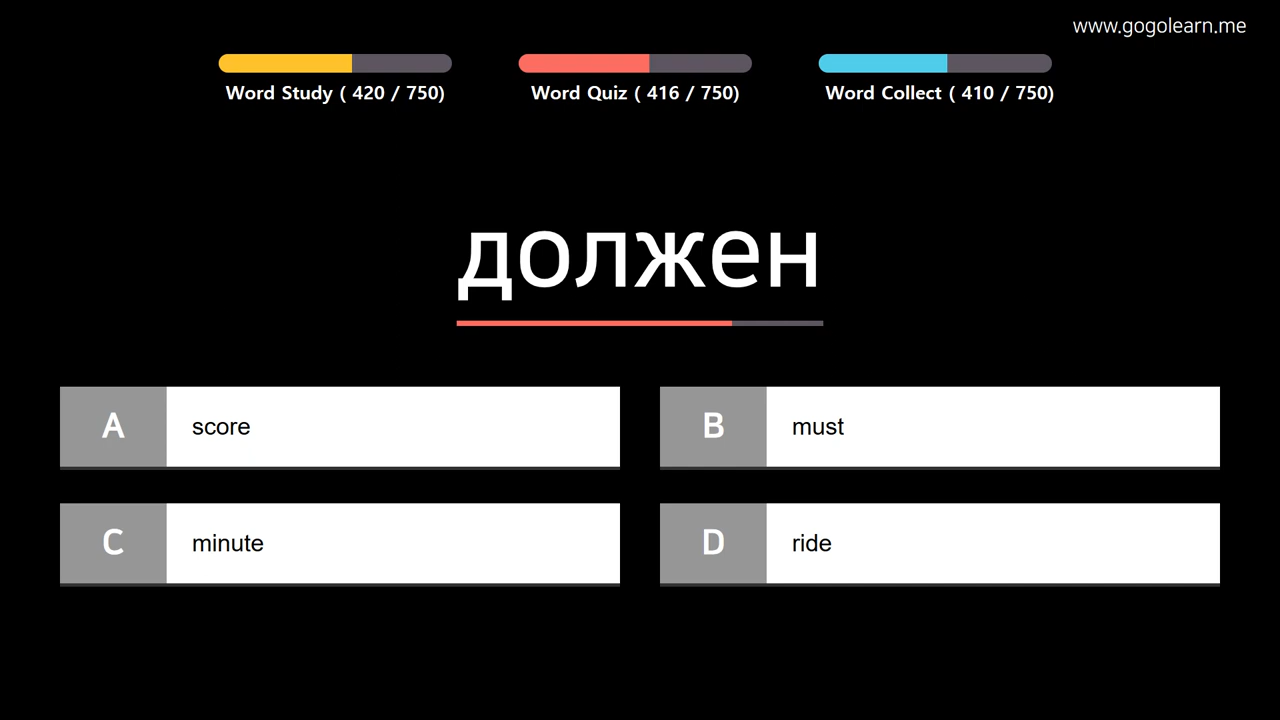 www.gogolearn.me
Word Study ( 420 / 750)
Word Quiz ( 416 / 750)
Word Collect ( 410 / 750)
должен
A score
B must
C minute
D ride